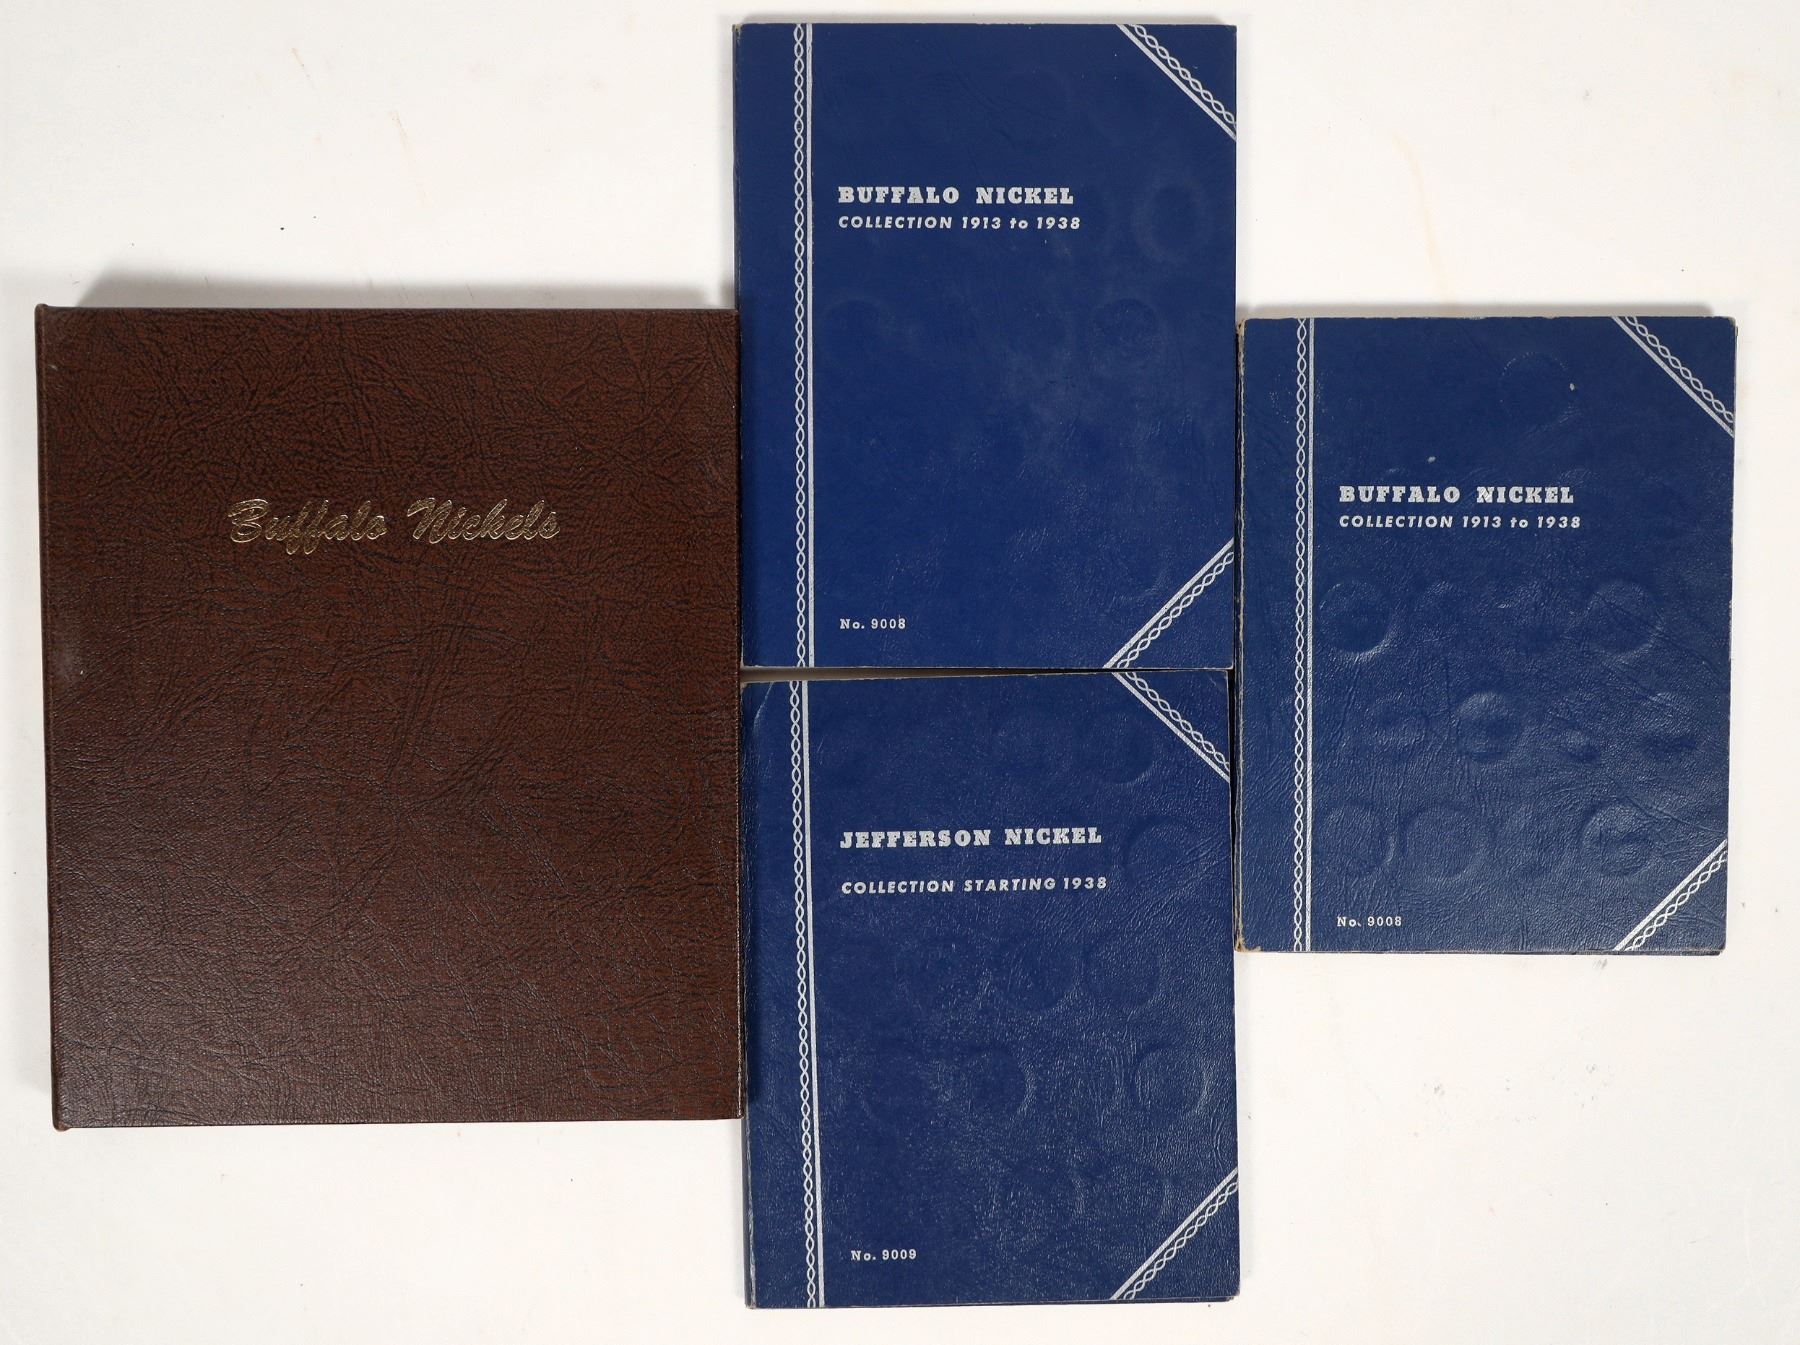 Buffalo Nickels
BUFFALO NICKEL
COLLECTION 1913 to 1938
No. 9008
JEFFERSON NICKEL
COLLECTION STARTING 1938
No. 9009
BUFFALO NICKEL
COLLECTION 1913 to 1938
No. 9008